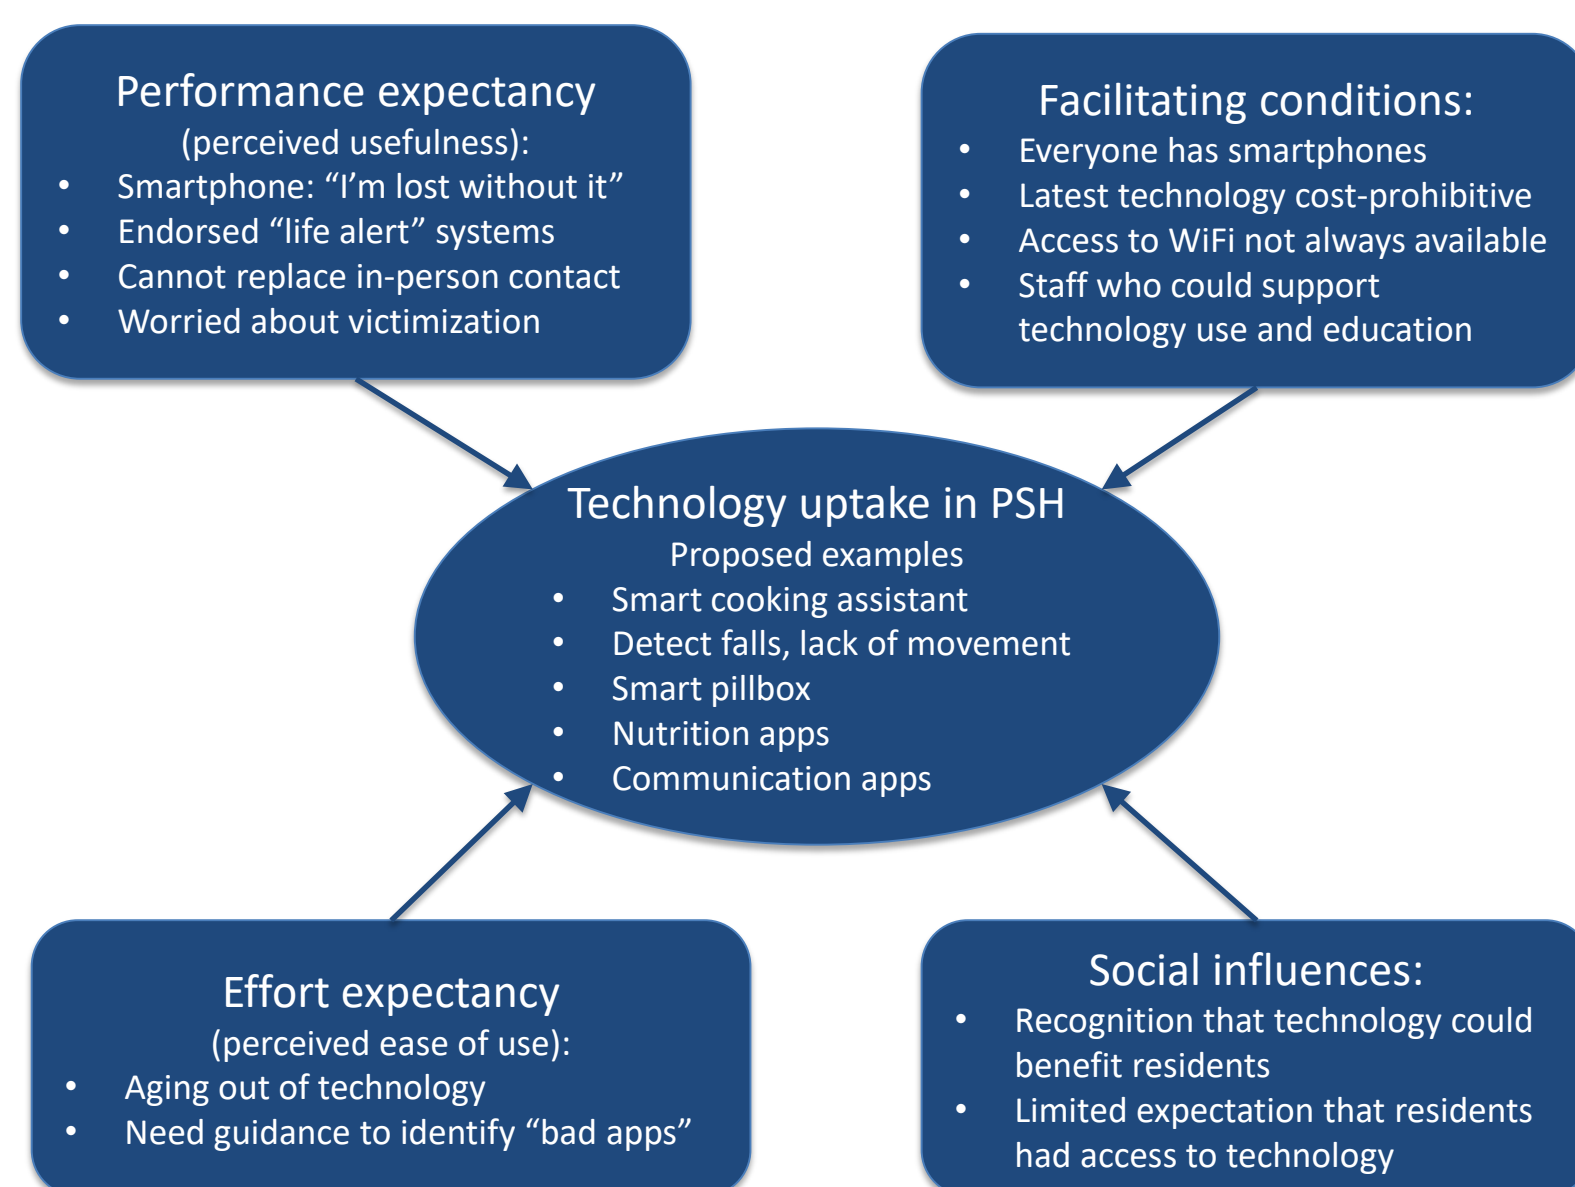 Performance expectancy
(perceived usefulness):
• Smartphone: “I’m lost without it”
• Endorsed “life alert” systems
• Cannot replace in-person contact
• Worried about victimization
Facilitating conditions:
• Everyone has smartphones
• Latest technology cost-prohibitive
• Access to WiFi not always available
• Staff who could support
technology use and education
Technology uptake in PSH
Proposed examples
• Smart cooking assistant
• Detect falls, lack of movement
• Smart pillbox
• Nutrition apps
• Communication apps
Effort expectancy
(perceived ease of use):
• Aging out of technology
• Need guidance to identify “bad apps”
Social influences:
• Recognition that technology could
benefit residents
• Limited expectation that residents
had access to technology